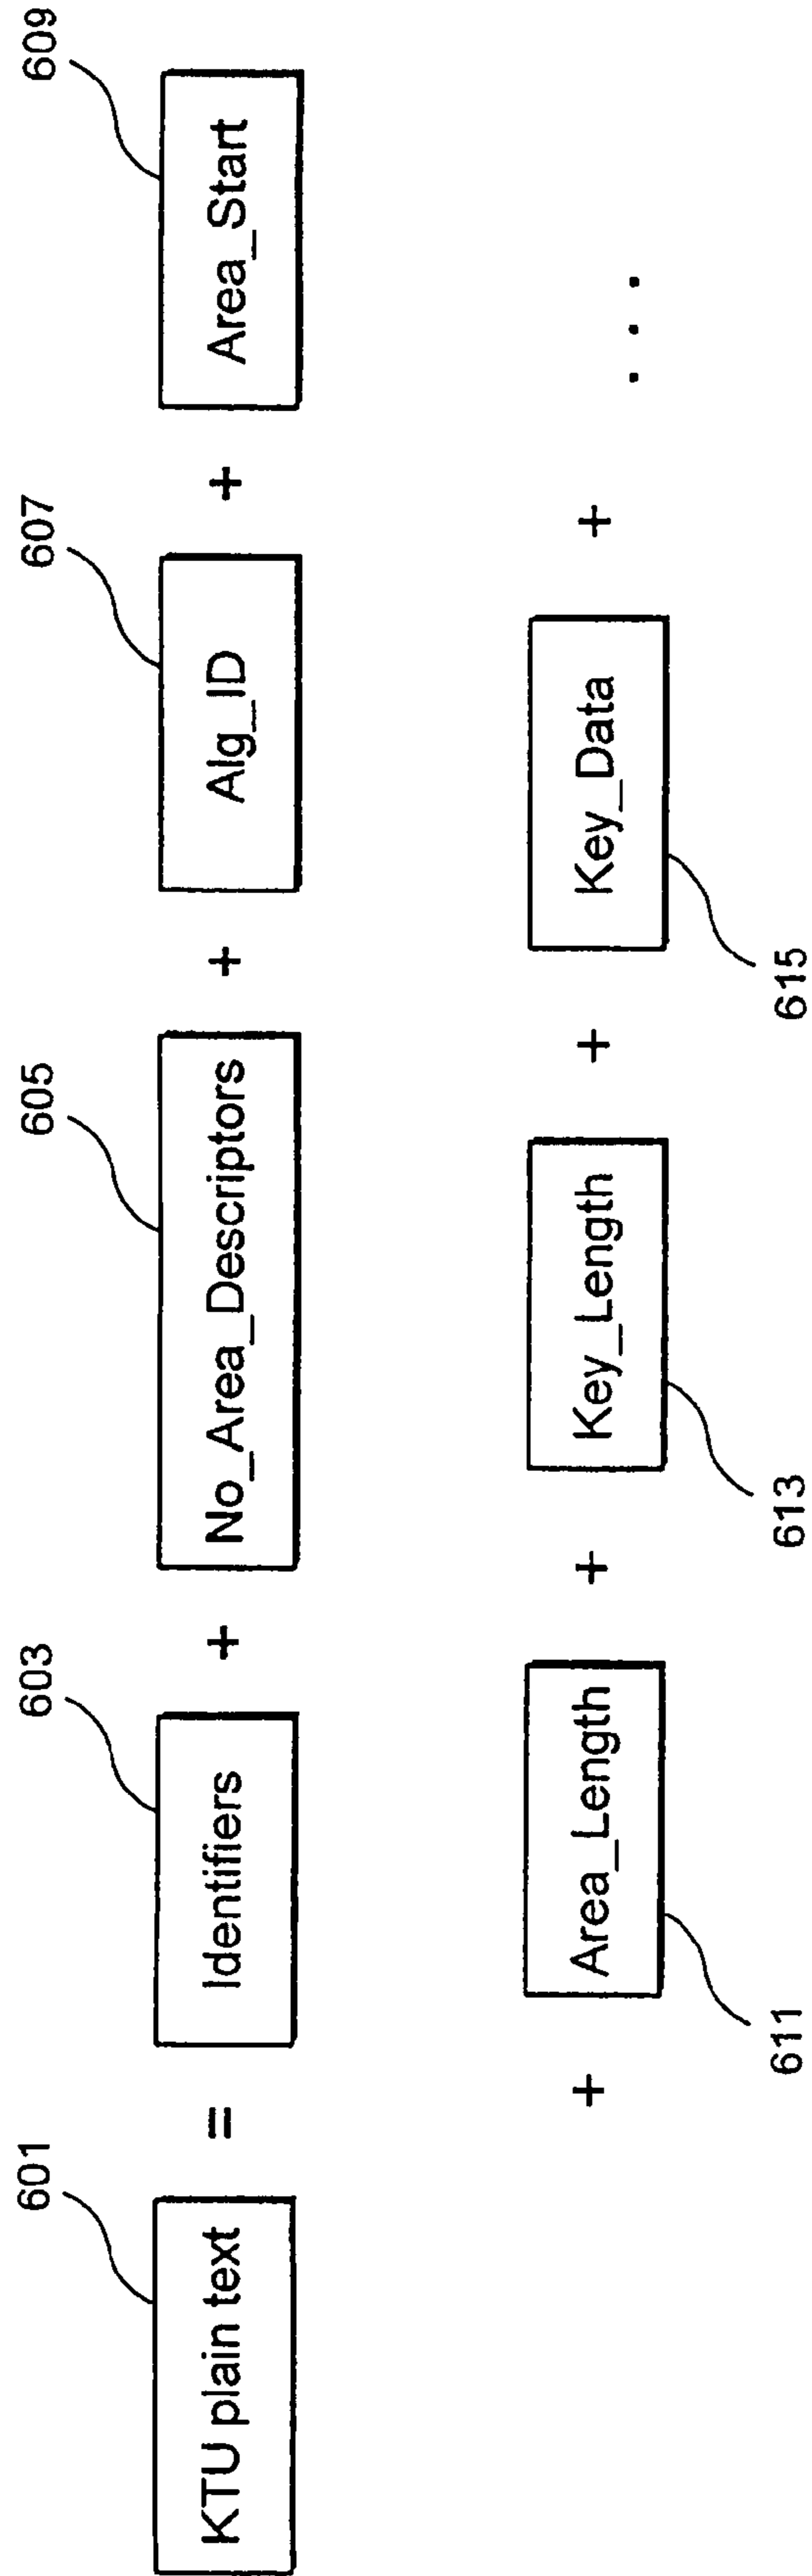 601 603 605 607 609
KTU plain text = Identifiers + No_Area_Descriptors + Alg_ID + Area_Start
+ Area_Length + Key_Length + Key_Data + . . .
611 613 615